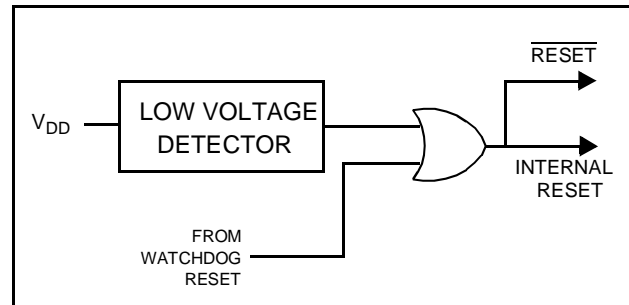 RESET
V_DD
LOW VOLTAGE
DETECTOR
INTERNAL
RESET
FROM
WATCHDOG
RESET